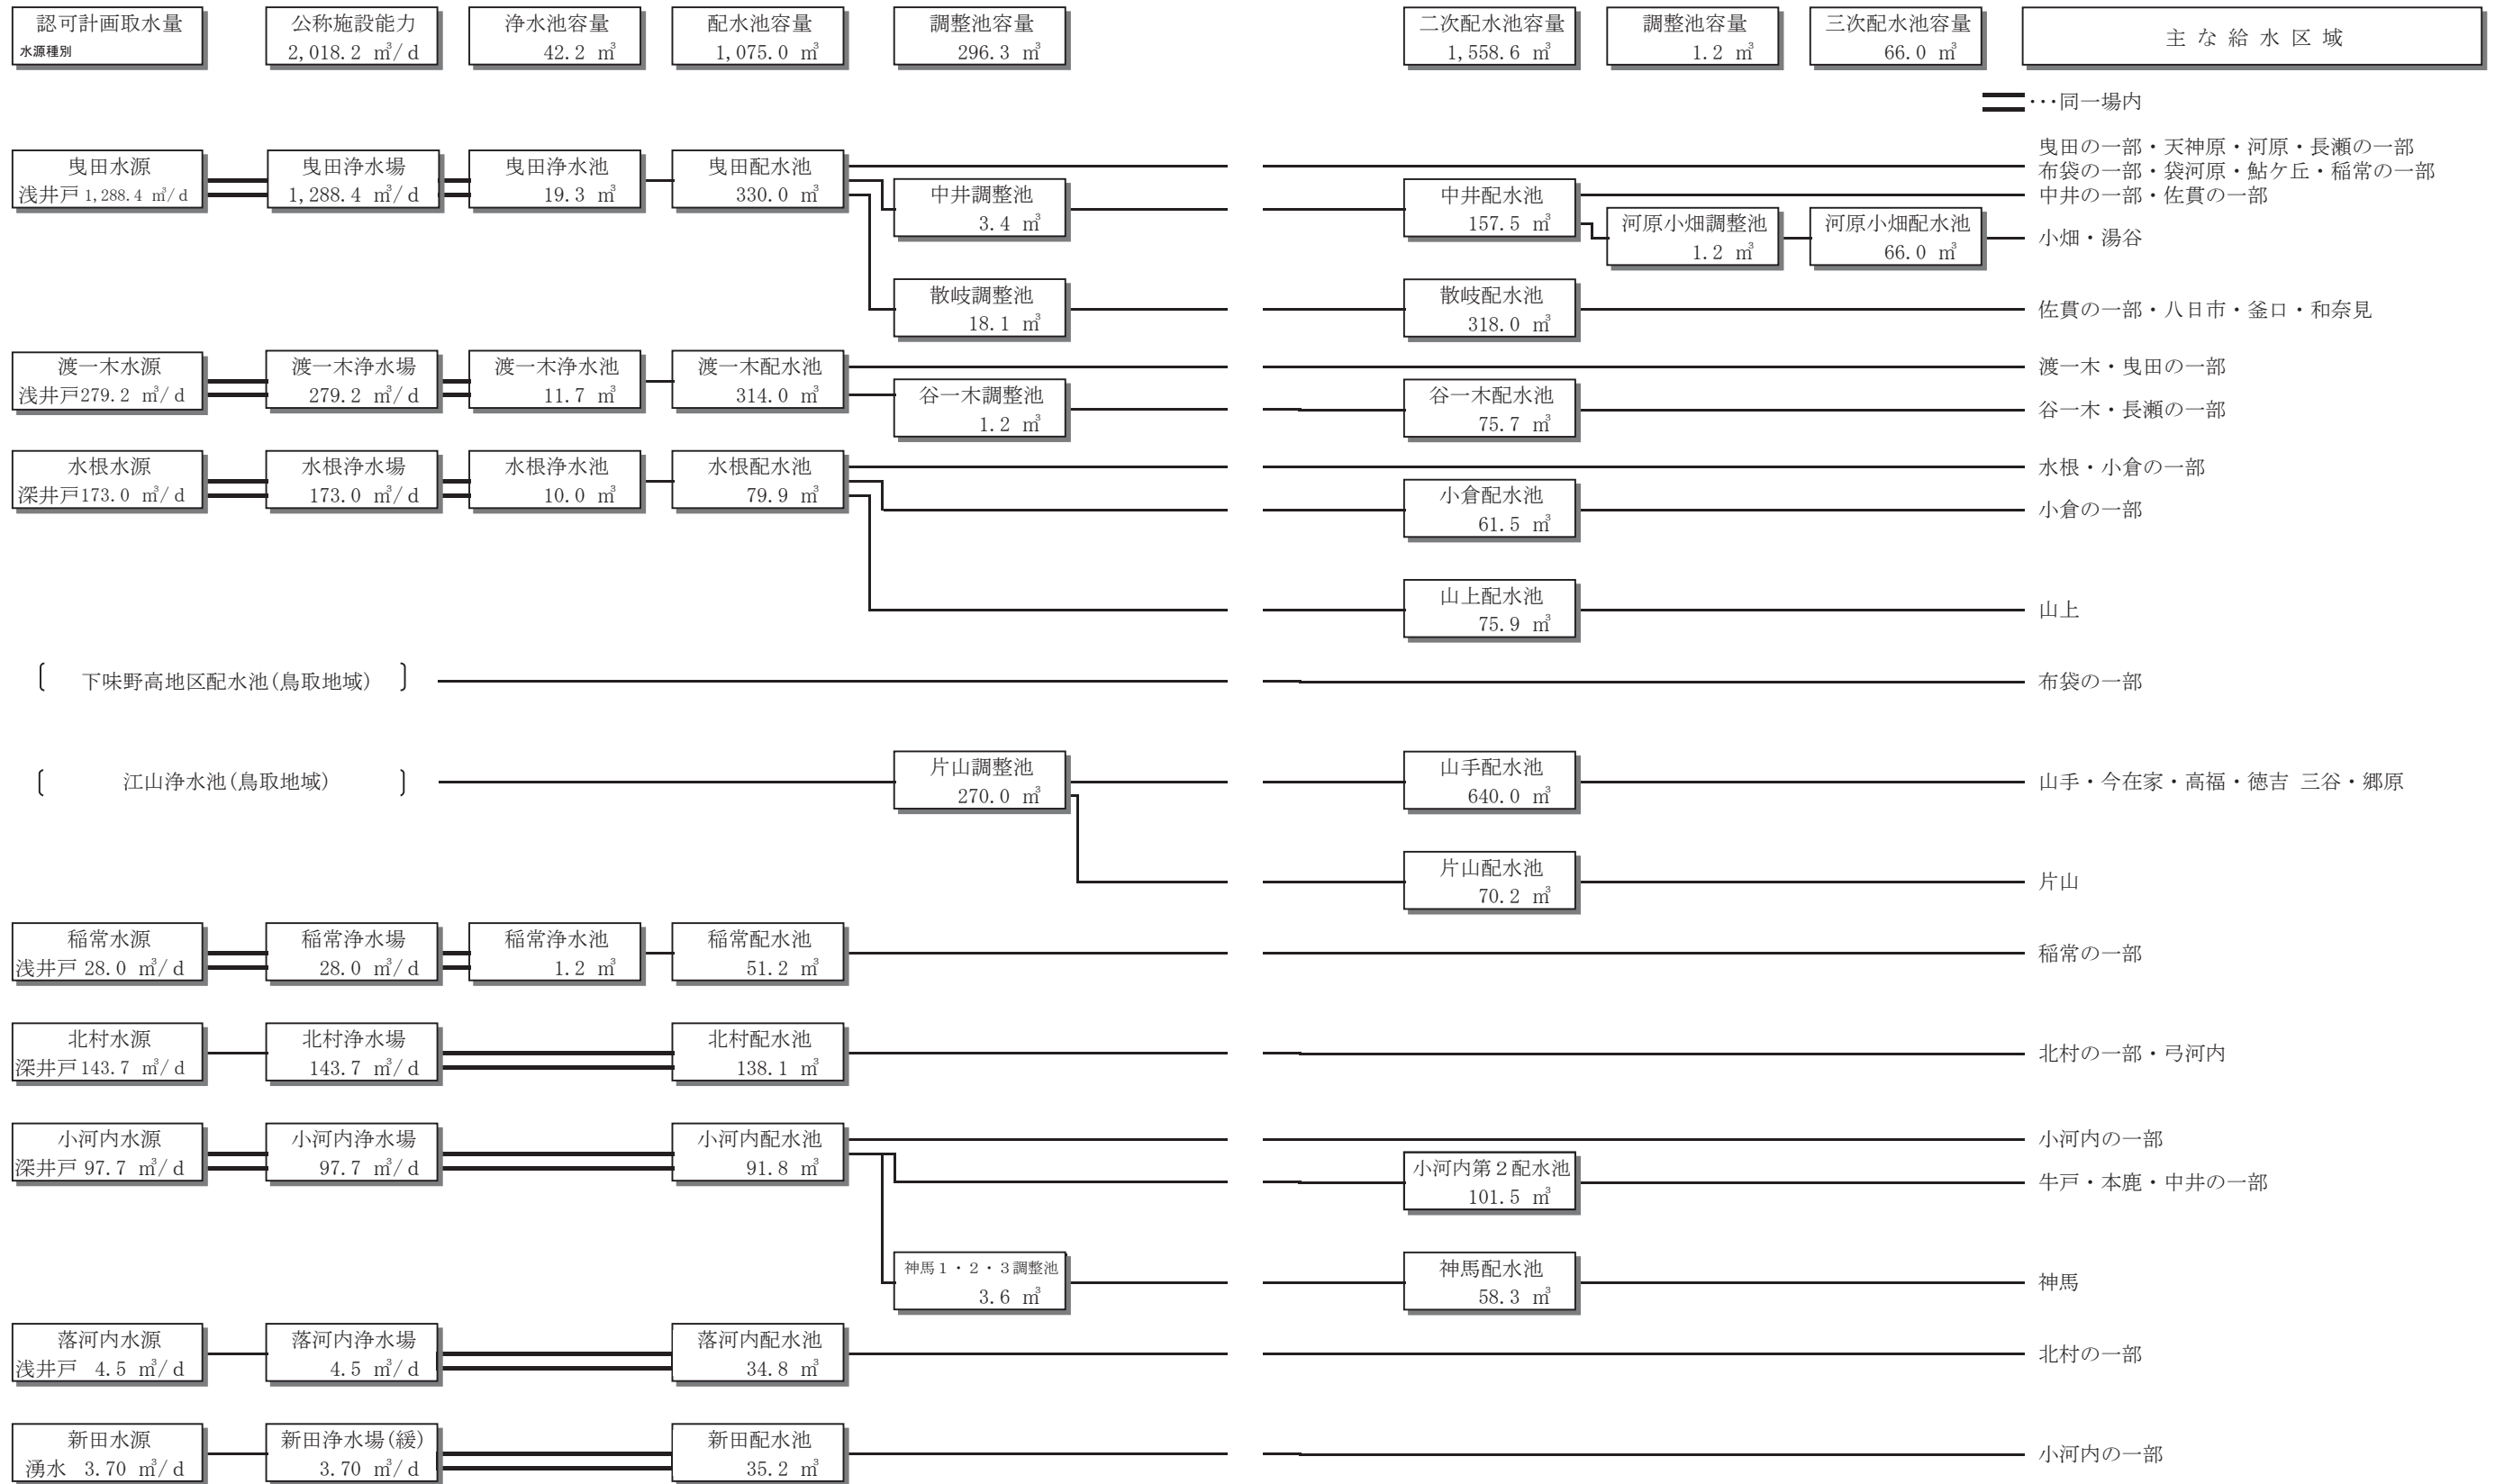 認可計画取水量
水源種別
公称施設能力
2,018.2 ㎥/d
浄水池容量
42.2 ㎥
配水池容量
1,075.0 ㎥
調整池容量
296.3 ㎥
二次配水池容量
1,558.6 ㎥
調整池容量
1.2 ㎥
三次配水池容量
66.0 ㎥
主な給水区域
…同一場内
曳田水源
浅井戸 1,288.4 ㎥/d
曳田浄水場
1,288.4 ㎥/d
曳田浄水池
19.3 ㎥
曳田配水池
330.0 ㎥
曳田の一部・天神原・河原・長瀬の一部
布袋の一部・袋河原・鮎ケ丘・稲常の一部
中井調整池
3.4 ㎥
中井配水池
157.5 ㎥
中井の一部・佐貫の一部
河原小畑調整池
1.2 ㎥
河原小畑配水池
66.0 ㎥
小畑・湯谷
散岐調整池
18.1 ㎥
散岐配水池
318.0 ㎥
佐貫の一部・八日市・釜口・和奈見
渡一木水源
浅井戸279.2 ㎥/d
渡一木浄水場
279.2 ㎥/d
渡一木浄水池
11.7 ㎥
渡一木配水池
314.0 ㎥
渡一木・曳田の一部
谷一木調整池
1.2 ㎥
谷一木配水池
75.7 ㎥
谷一木・長瀬の一部
水根水源
深井戸173.0 ㎥/d
水根浄水場
173.0 ㎥/d
水根浄水池
10.0 ㎥
水根配水池
79.9 ㎥
水根・小倉の一部
小倉配水池
61.5 ㎥
小倉の一部
山上配水池
75.9 ㎥
山上
〔 下味野高地区配水池(鳥取地域) 〕
布袋の一部
〔 江山浄水池(鳥取地域) 〕
片山調整池
270.0 ㎥
山手配水池
640.0 ㎥
山手・今在家・高福・徳吉 三谷・郷原
片山配水池
70.2 ㎥
片山
稲常水源
浅井戸 28.0 ㎥/d
稲常浄水場
28.0 ㎥/d
稲常浄水池
1.2 ㎥
稲常配水池
51.2 ㎥
稲常の一部
北村水源
深井戸143.7 ㎥/d
北村浄水場
143.7 ㎥/d
北村配水池
138.1 ㎥
北村の一部・弓河内
小河内水源
深井戸 97.7 ㎥/d
小河内浄水場
97.7 ㎥/d
小河内配水池
91.8 ㎥
小河内の一部
小河内第２配水池
101.5 ㎥
牛戸・本鹿・中井の一部
神馬１・２・３調整池
3.6 ㎥
神馬配水池
58.3 ㎥
神馬
落河内水源
浅井戸 4.5 ㎥/d
落河内浄水場
4.5 ㎥/d
落河内配水池
34.8 ㎥
北村の一部
新田水源
湧水 3.70 ㎥/d
新田浄水場(緩)
3.70 ㎥/d
新田配水池
35.2 ㎥
小河内の一部